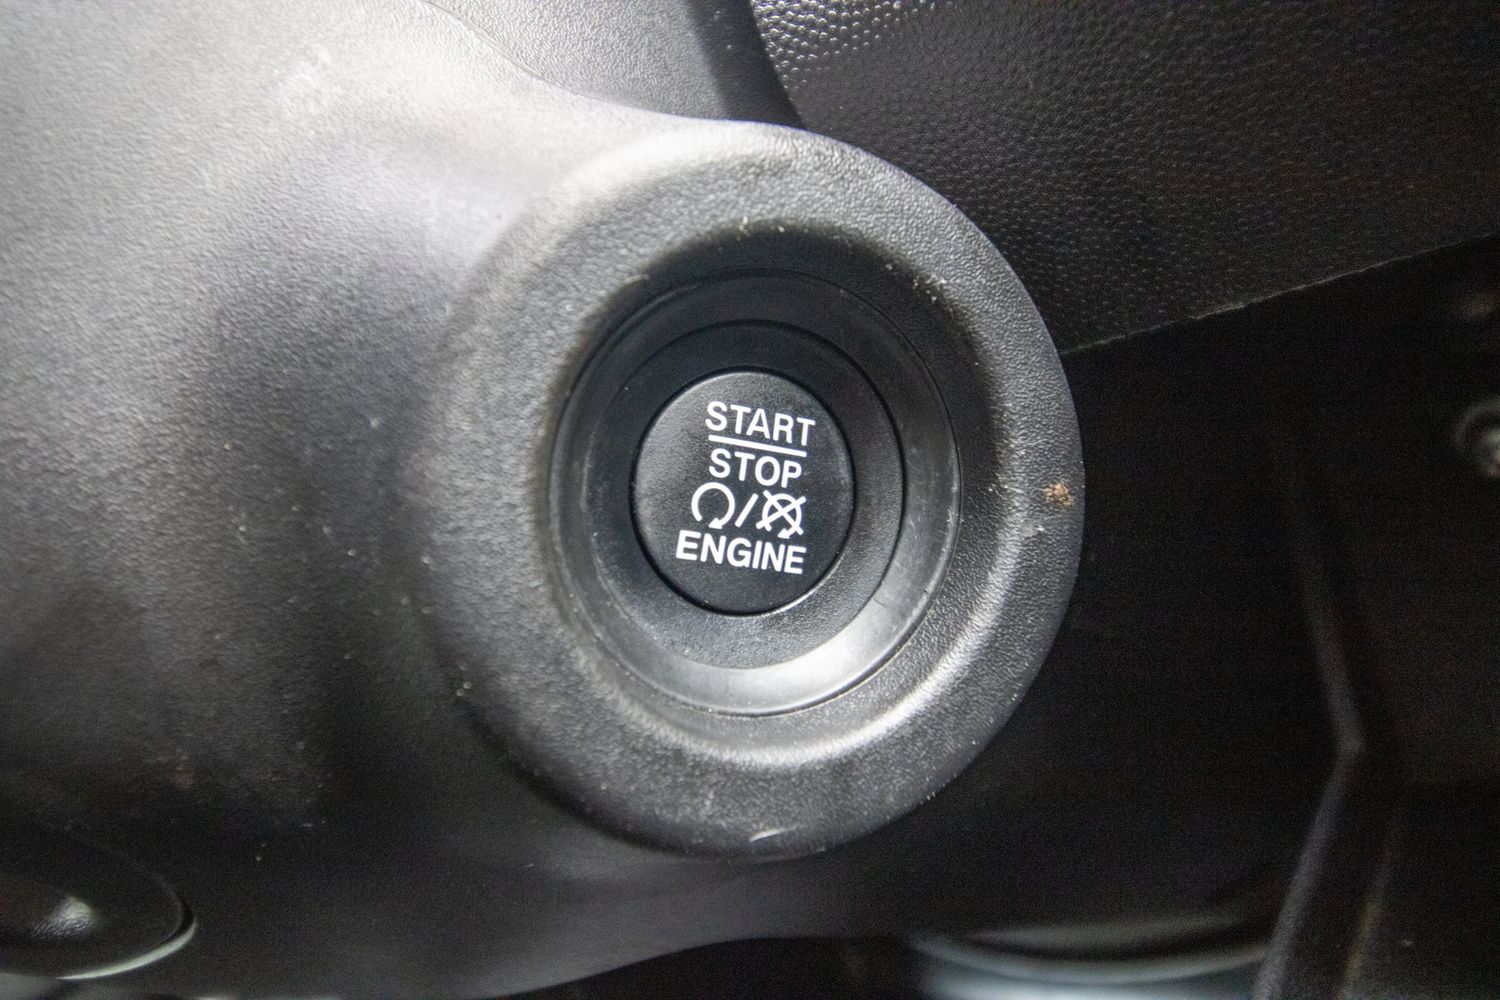 START
STOP
/
ENGINE